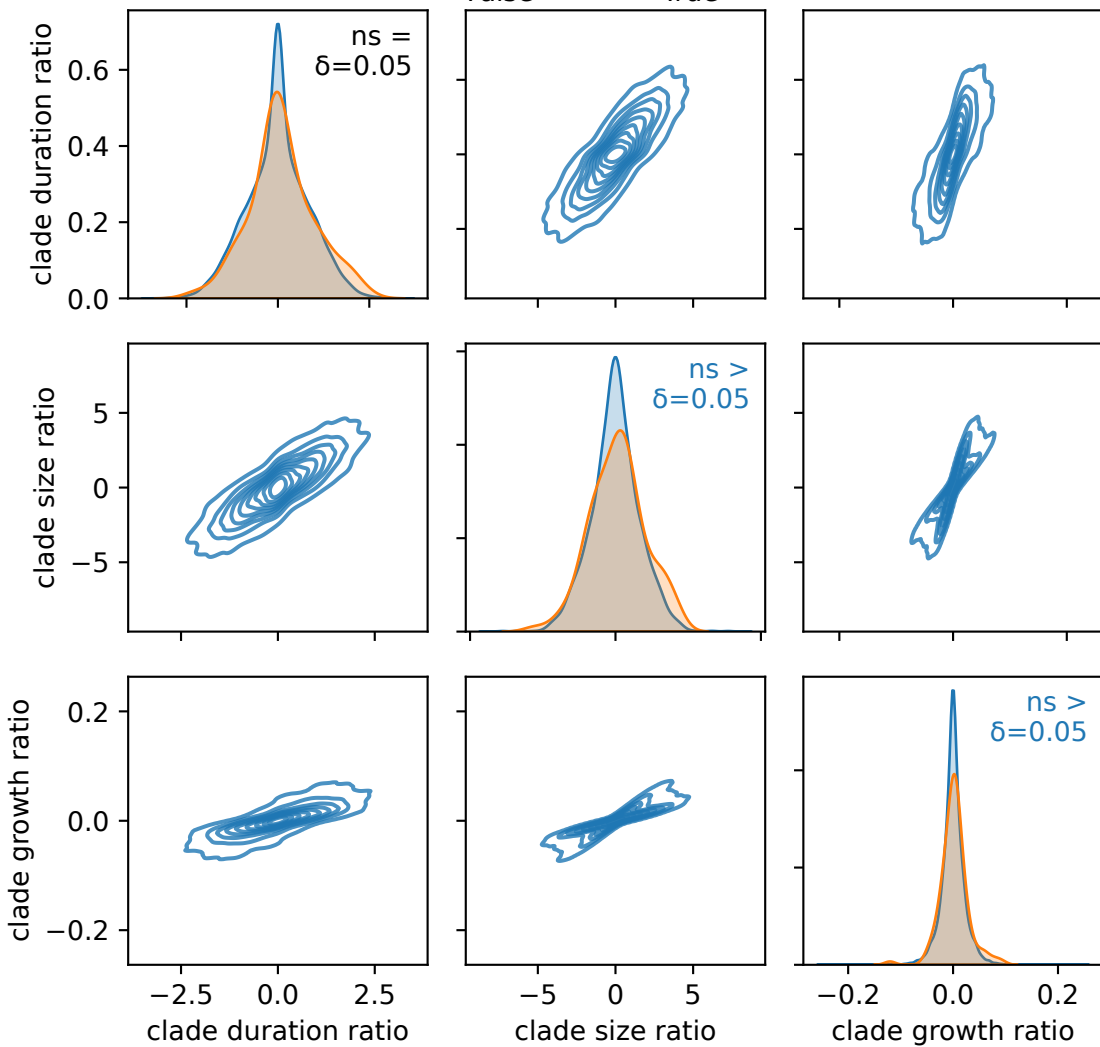 clade duration ratio
0.6
0.4
0.2
0.0
ns =
δ=0.05
clade size ratio
5
0
−5
ns >
δ=0.05
clade growth ratio
0.2
0.0
−0.2
ns >
δ=0.05
−2.5 0.0 2.5
−5 0 5
−0.2 0.0 0.2
clade duration ratio
clade size ratio
clade growth ratio